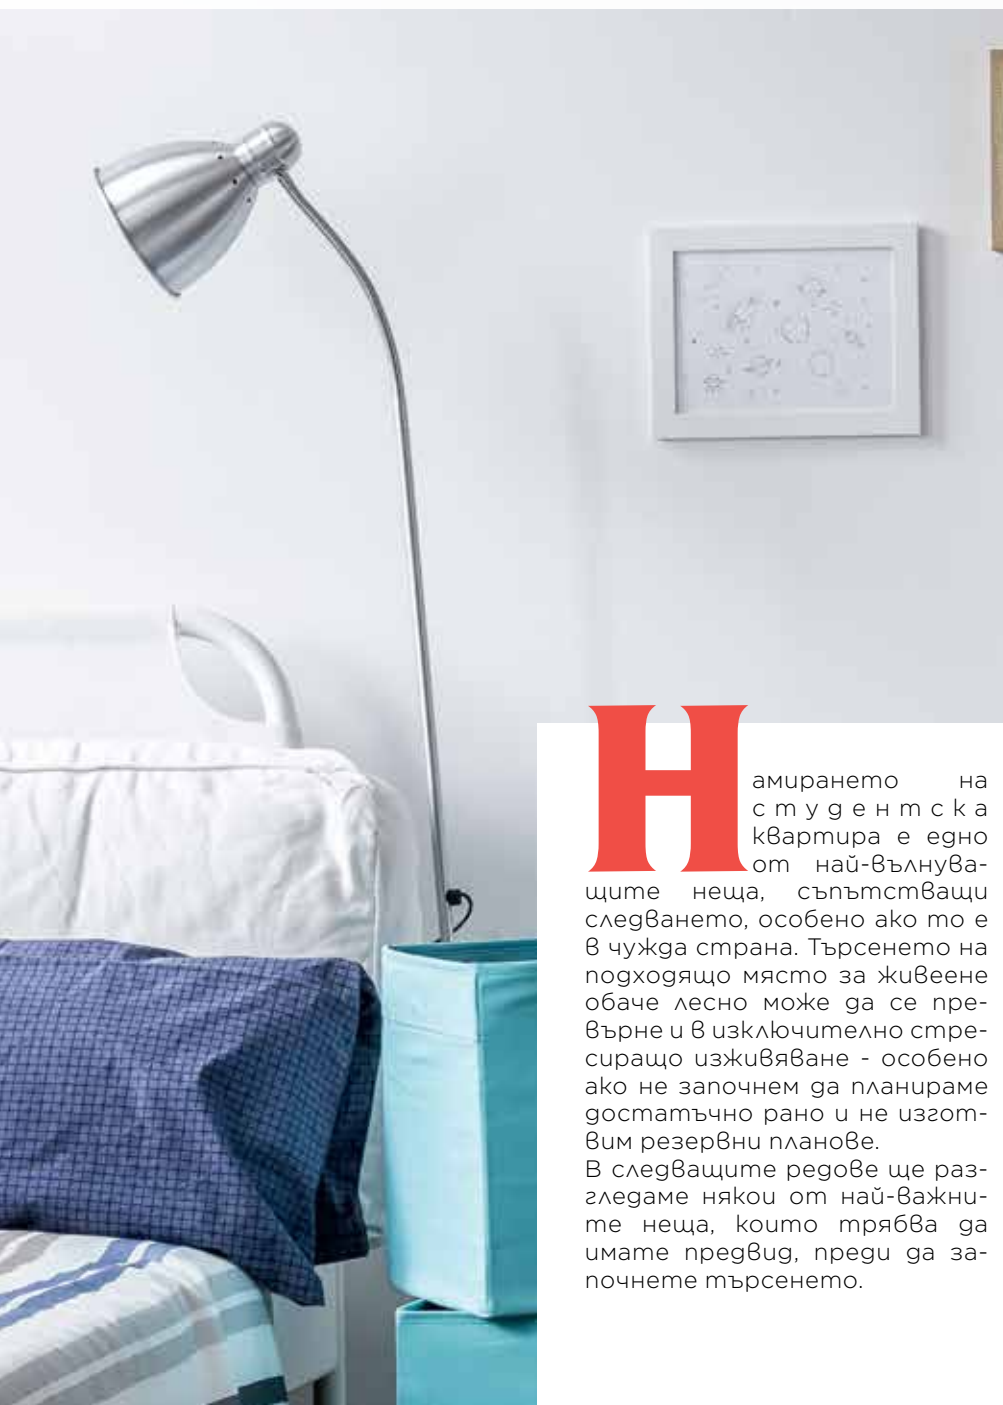 Намирането на
студентска
квартира е едно
от най-вълнува-
щите неща, съпътстващи
следването, особено ако то е
в чужда страна. Търсенето на
подходящо място за живеене
обаче лесно може да се пре-
върне и в изключително стре-
сиращо изживяване - особено
ако не започнем да планираме
достатъчно рано и не изгот-
вим резервни планове.
В следващите редове ще раз-
гледаме някои от най-важни-
те неща, които трябва да
имате предвид, преди да за-
почнете търсенето.